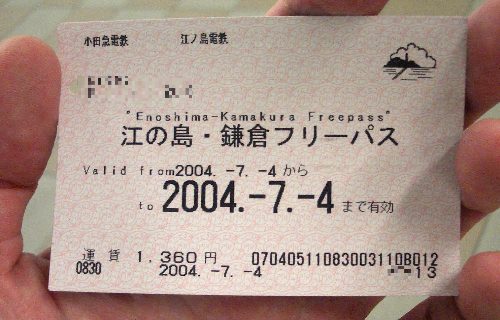 小田急電鉄 江ノ島電鉄
"Enoshima-Kamakura Freepass"
江の島・鎌倉フリーパス
Valid from 2004.-7.-4 から
to 2004.-7.-4 まで有効
運賃 1,360円 07040511083003110B012
0830 2004.-7.-4 13